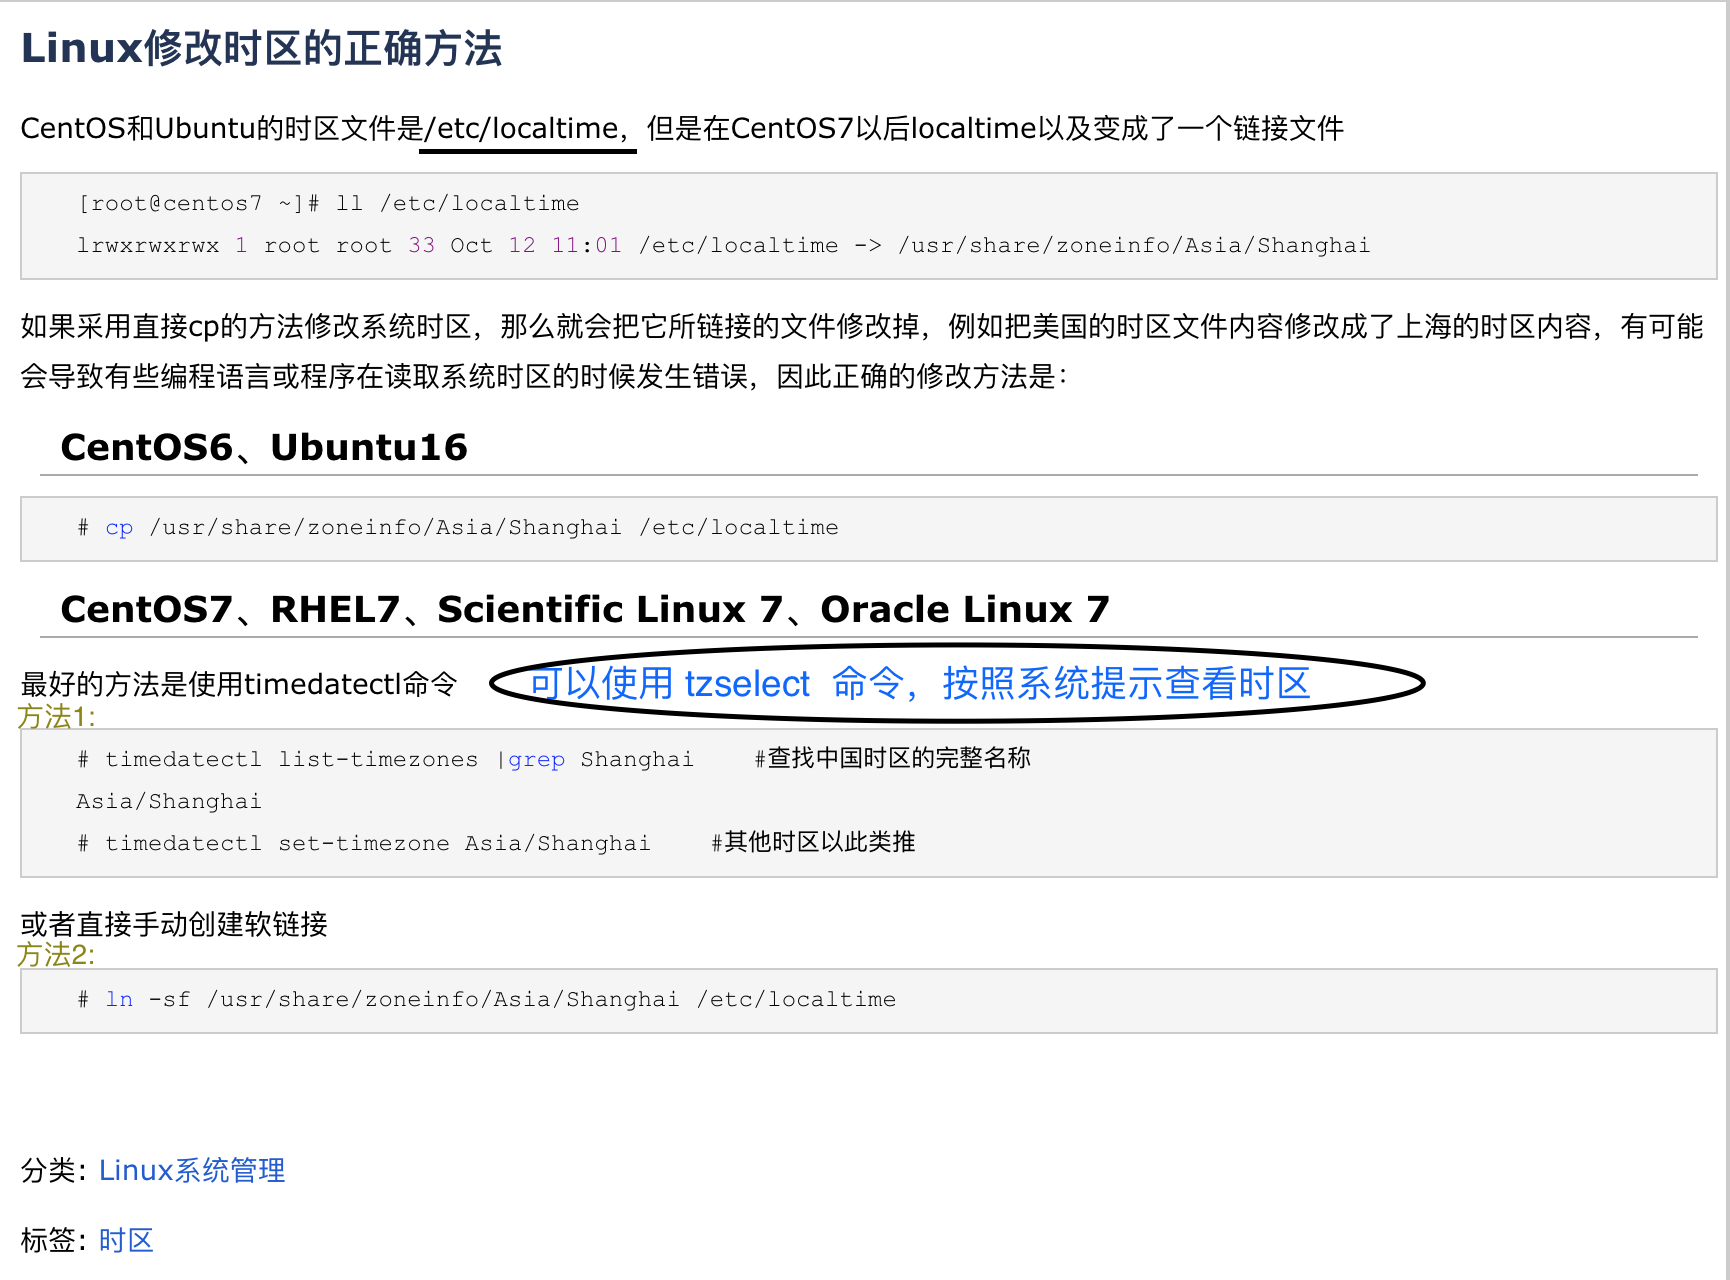 Linux修改时区的正确方法
CentOS和Ubuntu的时区文件是/etc/localtime，但是在CentOS7以后localtime以及变成了一个链接文件
[root@centos7 ~]# ll /etc/localtime
lrwxrwxrwx 1 root root 33 Oct 12 11:01 /etc/localtime -> /usr/share/zoneinfo/Asia/Shanghai
如果采用直接cp的方法修改系统时区，那么就会把它所链接的文件修改掉，例如把美国的时区文件内容修改成了上海的时区内容，有可能
会导致有些编程语言或程序在读取系统时区的时候发生错误，因此正确的修改方法是：
CentOS6、Ubuntu16
# cp /usr/share/zoneinfo/Asia/Shanghai /etc/localtime
CentOS7、RHEL7、Scientific Linux 7、Oracle Linux 7
最好的方法是使用timedatectl命令 可以使用 tzselect 命令，按照系统提示查看时区
方法1:
# timedatectl list-timezones |grep Shanghai #查找中国时区的完整名称
Asia/Shanghai
# timedatectl set-timezone Asia/Shanghai #其他时区以此类推
或者直接手动创建软链接
方法2:
# ln -sf /usr/share/zoneinfo/Asia/Shanghai /etc/localtime
分类: Linux系统管理
标签: 时区